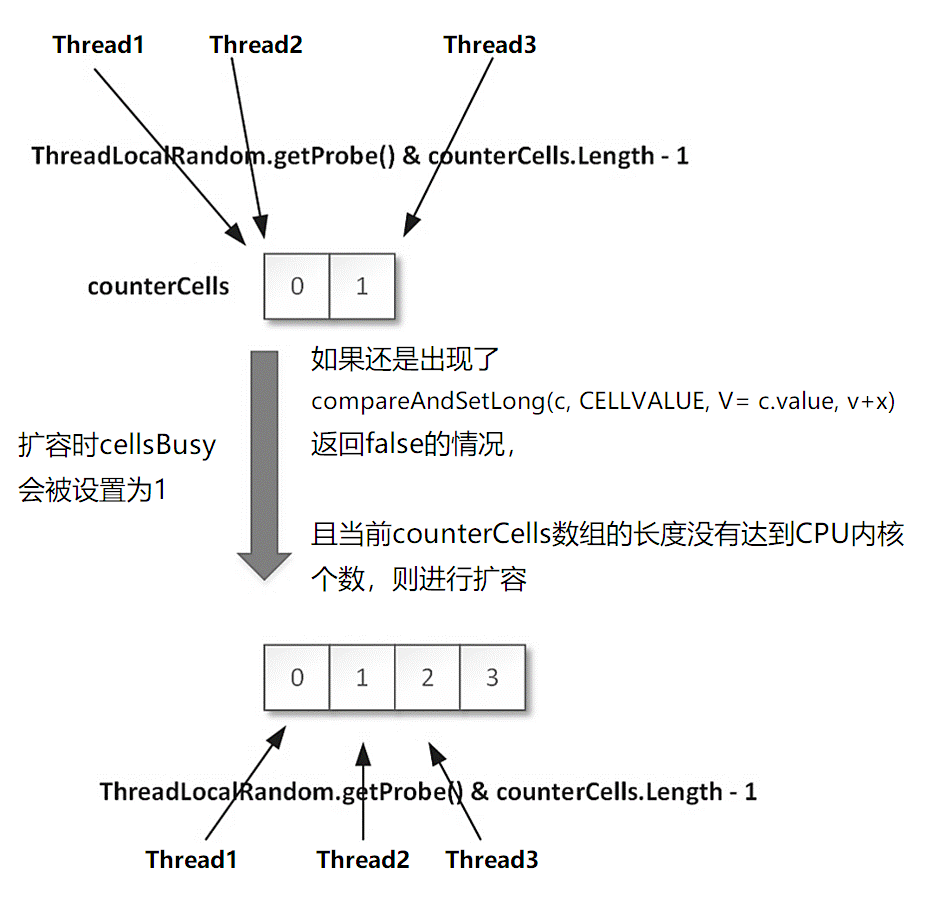 Thread1 Thread2 Thread3
ThreadLocalRandom.getProbe() & counterCells.Length - 1
counterCells 0 1
如果还是出现了
compareAndSetLong(c, CELLVALUE, V= c.value, v+x)
返回false的情况，
扩容时cellsBusy
会被设置为1
且当前counterCells数组的长度没有达到CPU内核
个数，则进行扩容
0 1 2 3
ThreadLocalRandom.getProbe() & counterCells.Length - 1
Thread1 Thread2 Thread3